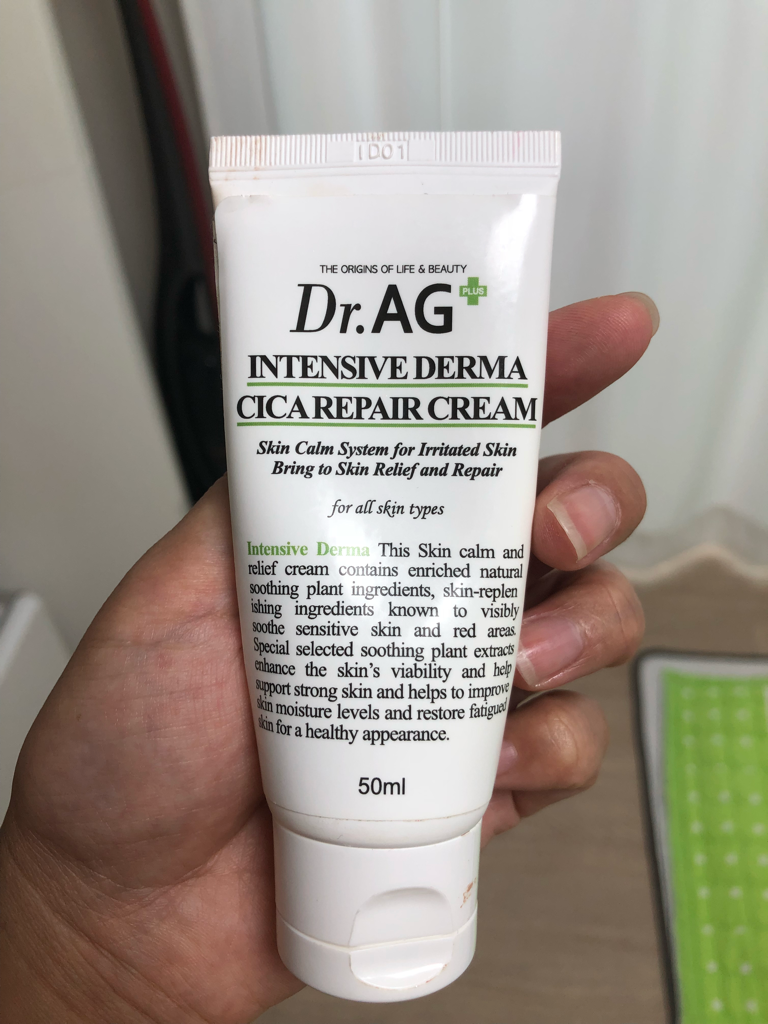 1D01
THE ORIGINS OF LIFE & BEAUTY
Dr.AG PLUS
INTENSIVE DERMA
CICA REPAIR CREAM
Skin Calm System for Irritated Skin
Bring to Skin Relief and Repair
for all skin types
Intensive Derma This Skin calm and
relief cream contains enriched natural
soothing plant ingredients, skin-replen
ishing ingredients known to visibly
soothe sensitive skin and red areas.
Special selected soothing plant extracts
enhance the skin's viability and help
support strong skin and helps to improve
skin moisture levels and restore fatigued
skin for a healthy appearance.
50ml